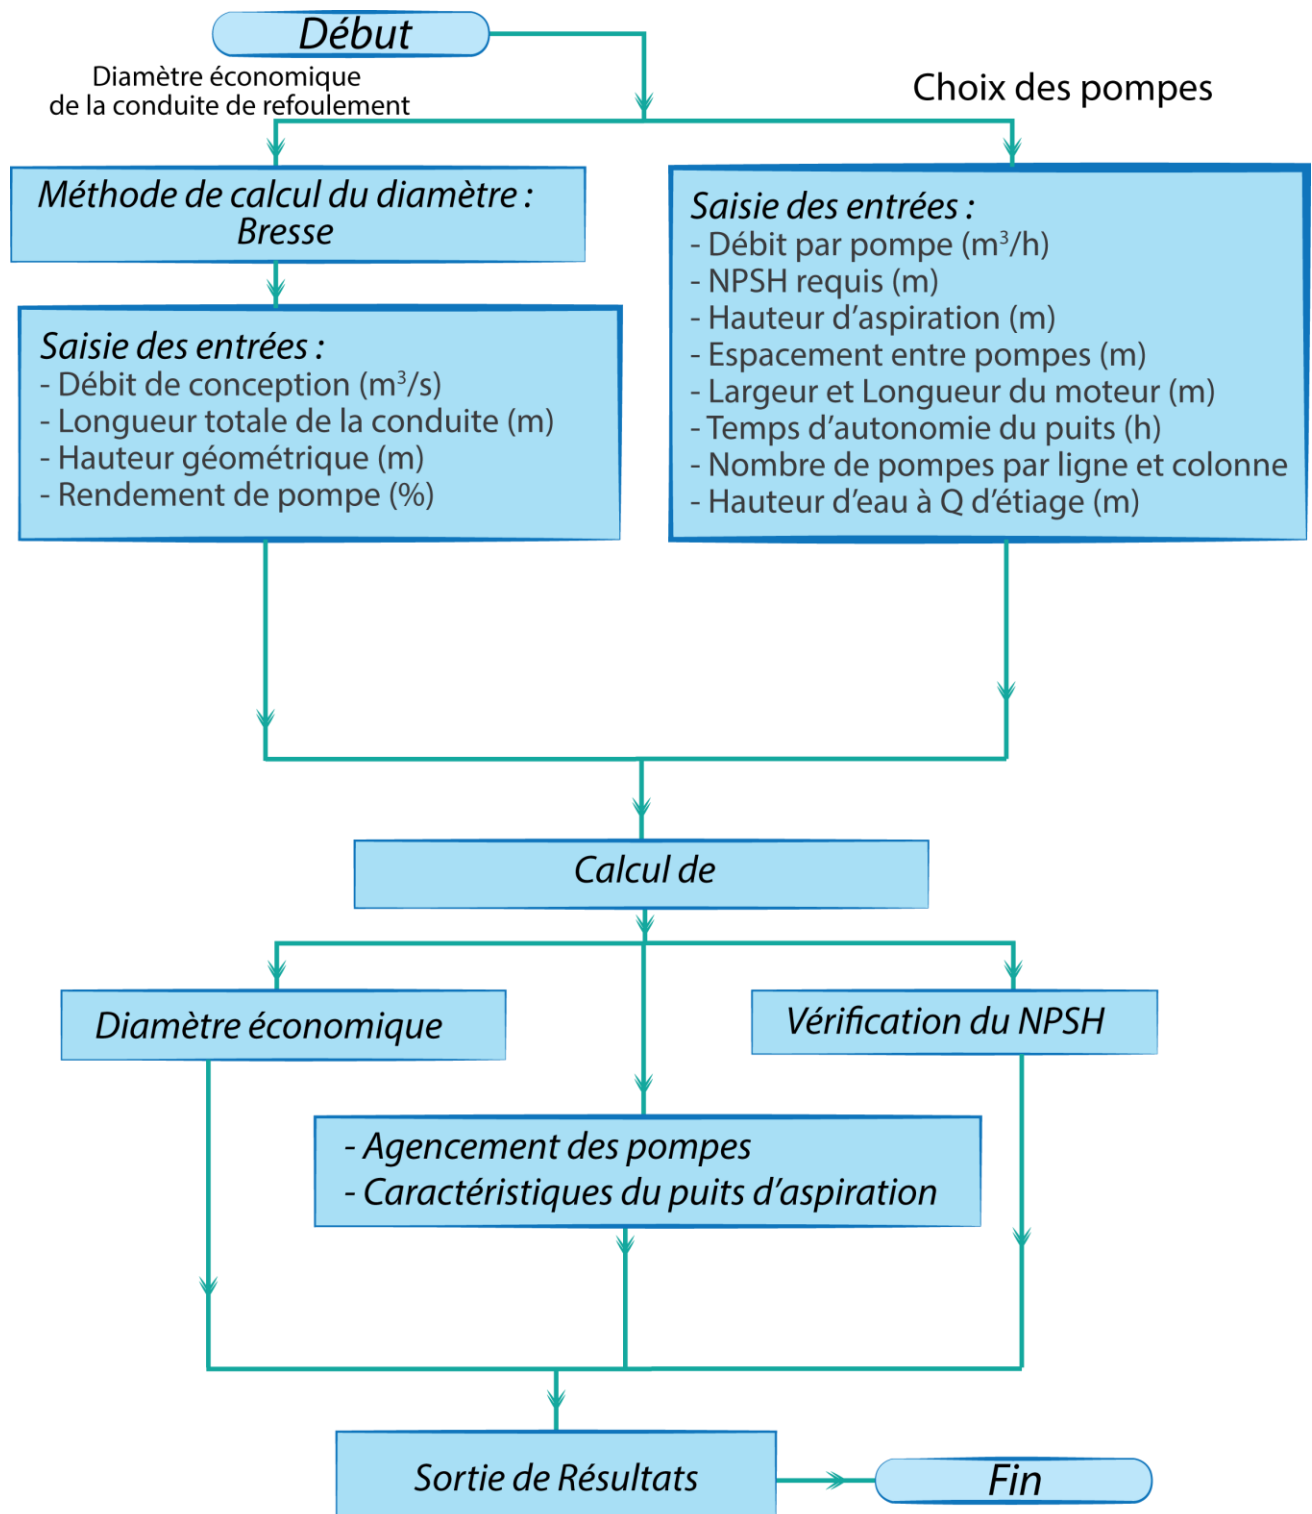 Début
Diamètre économique
de la conduite de refoulement
Choix des pompes
Méthode de calcul du diamètre :
Bresse
Saisie des entrées :
- Débit de conception (m³/s)
- Longueur totale de la conduite (m)
- Hauteur géométrique (m)
- Rendement de pompe (%)
Saisie des entrées :
- Débit par pompe (m³/h)
- NPSH requis (m)
- Hauteur d’aspiration (m)
- Espacement entre pompes (m)
- Largeur et Longueur du moteur (m)
- Temps d’autonomie du puits (h)
- Nombre de pompes par ligne et colonne
- Hauteur d’eau à Q d’étiage (m)
Calcul de
Diamètre économique
Vérification du NPSH
- Agencement des pompes
- Caractéristiques du puits d’aspiration
Sortie de Résultats
Fin